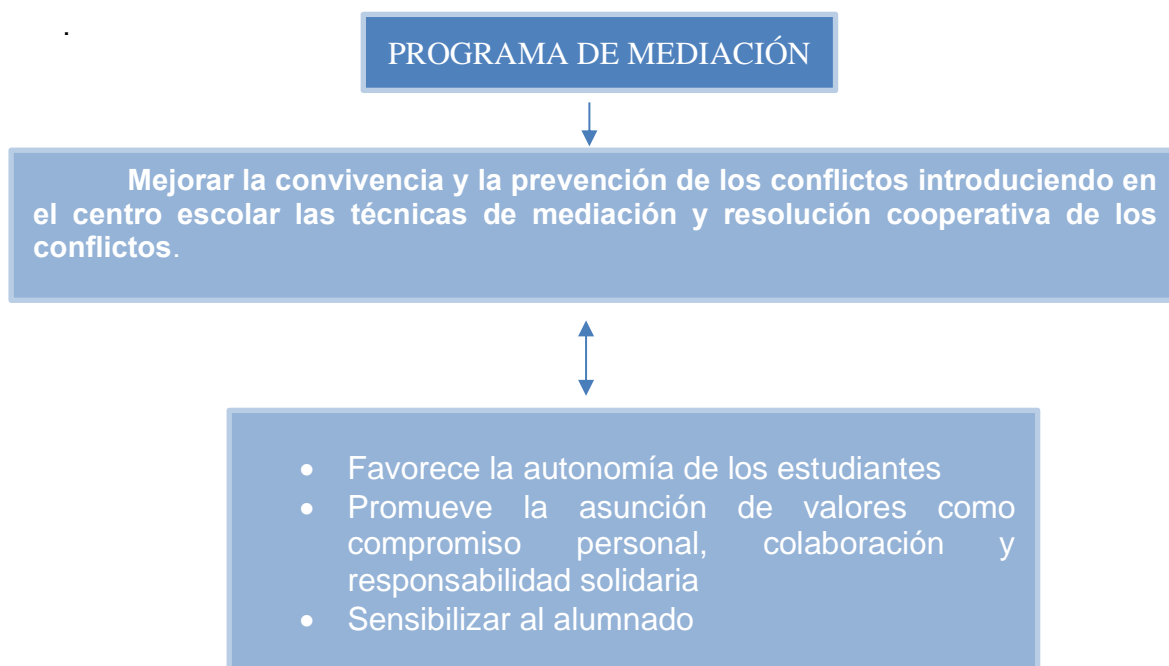 .
PROGRAMA DE MEDIACIÓN
Mejorar la convivencia y la prevención de los conflictos introduciendo en
el centro escolar las técnicas de mediación y resolución cooperativa de los
conflictos.
• Favorece la autonomía de los estudiantes
• Promueve la asunción de valores como
compromiso personal, colaboración y
responsabilidad solidaria
• Sensibilizar al alumnado